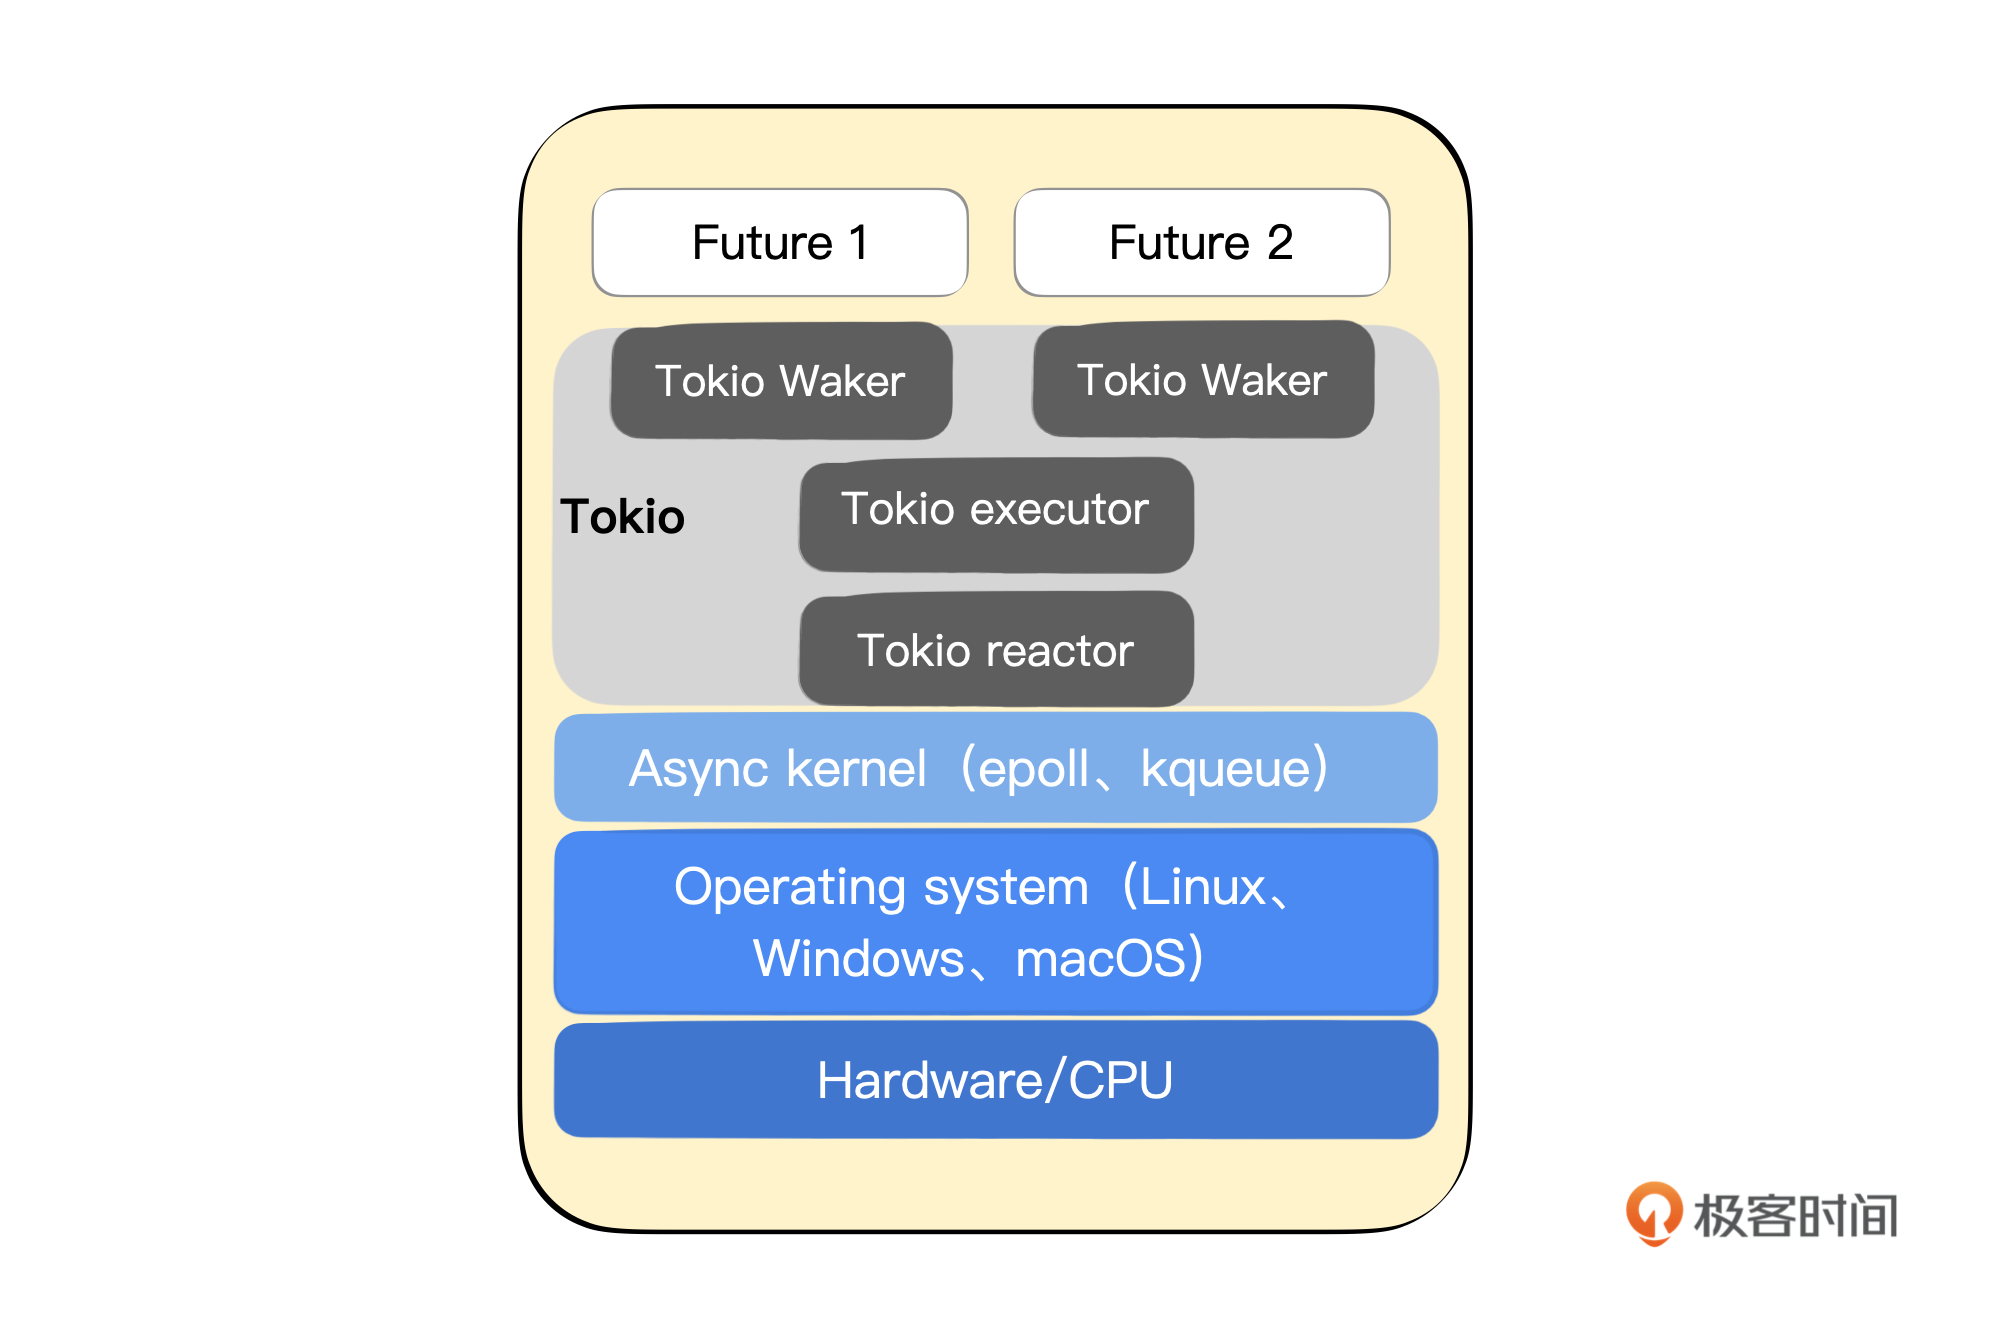 Future 1
Future 2
Tokio Waker
Tokio Waker
Tokio executor
Tokio
Tokio reactor
Async kernel（epoll、kqueue）
Operating system（Linux、
Windows、macOS）
Hardware/CPU
极客时间